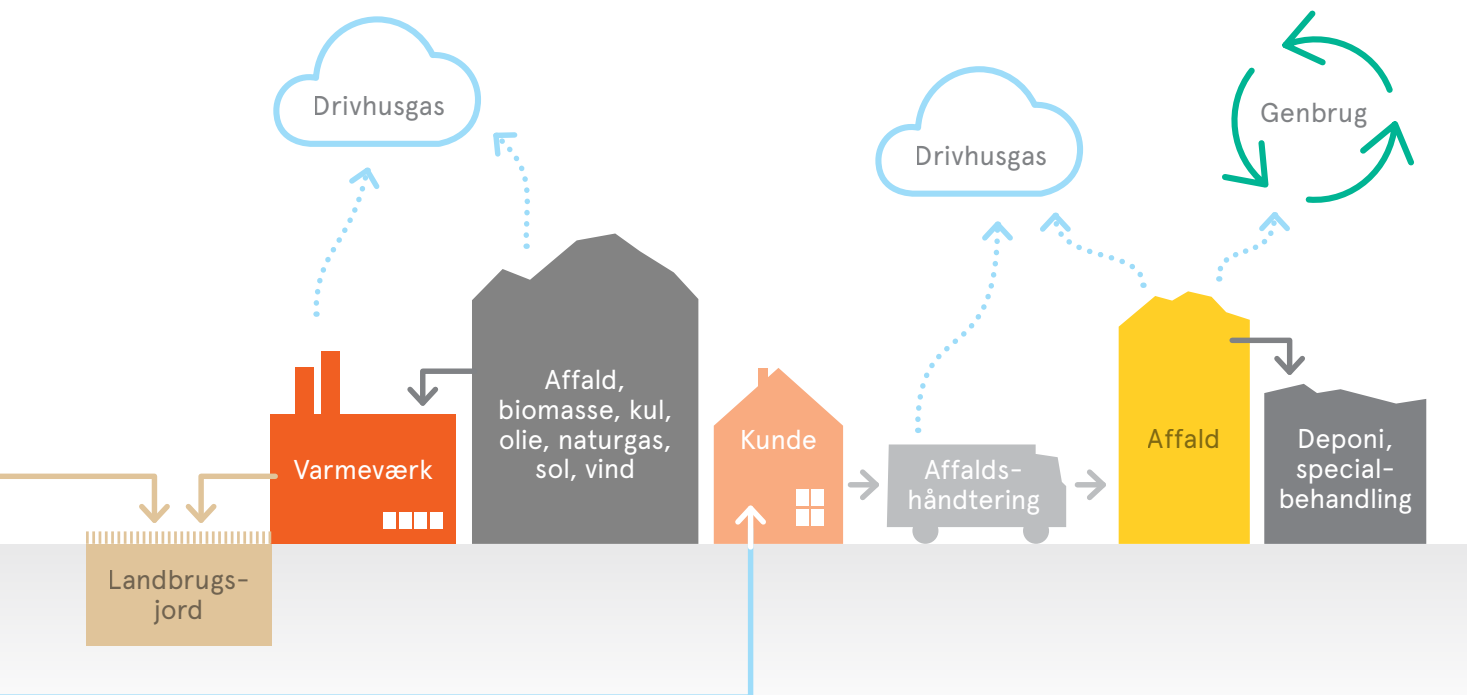 Drivhusgas
Drivhusgas
Genbrug
Varmeværk
Affald,
biomasse, kul,
olie, naturgas,
sol, vind
Kunde
Affalds-
håndtering
Affald
Deponi,
special-
behandling
Landbrugs-
jord